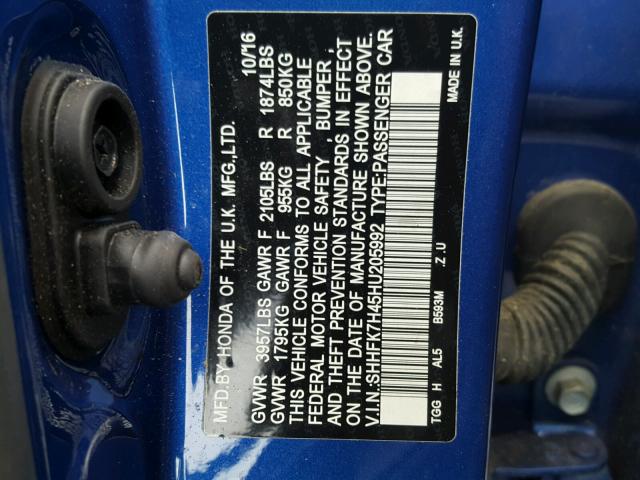 MFD.BY HONDA OF THE U.K. MFG.,LTD. 10/16
GVWR 3957LBS GAWR F 2105LBS R 1874LBS
GVWR 1795KG GAWR F 955KG R 850KG
THIS VEHICLE CONFORMS TO ALL APPLICABLE
FEDERAL MOTOR VEHICLE SAFETY , BUMPER ,
AND THEFT PREVENTION STANDARDS IN EFFECT
ON THE DATE OF MANUFACTURE SHOWN ABOVE.
V.I.N.:SHHFK7H45HU205992 TYPE:PASSENGER CAR
TGG H AL5 B593M .Z .U MADE IN U.K.